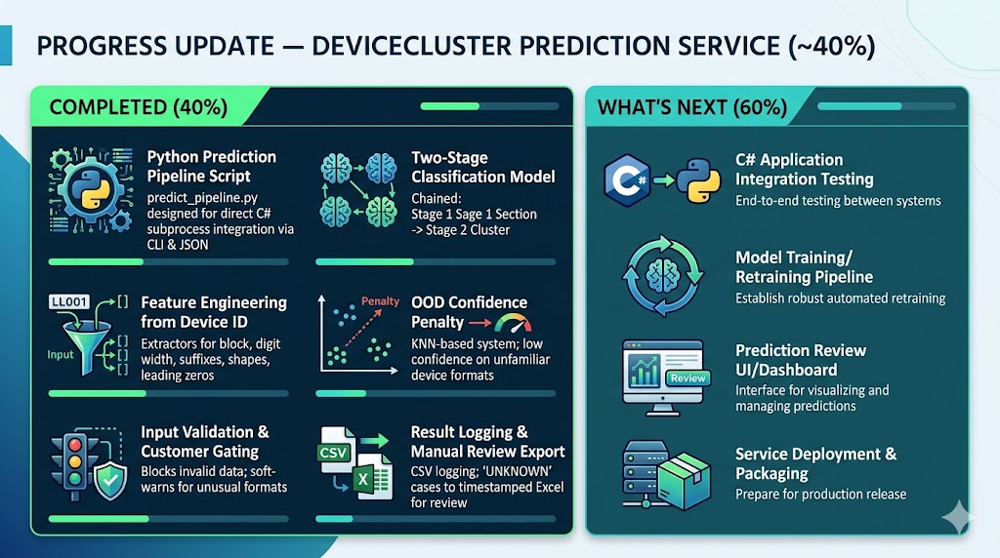 PROGRESS UPDATE — DEVICECLUSTER PREDICTION SERVICE (~40%)
COMPLETED (40%)
Python Prediction
Pipeline Script
predict_pipeline.py
designed for direct C#
subprocess integration via
CLI & JSON
Two-Stage
Classification Model
Chained:
Stage 1 Sage 1 Section
-> Stage 2 Cluster
LL001
Input
Feature Engineering
from Device ID
Extractors for block, digit
width, suffixes, shapes,
leading zeros
Penalty
OOD Confidence
Penalty
KNN-based system; low
confidence on unfamiliar
device formats
Input Validation &
Customer Gating
Blocks invalid data; soft-
warns for unusual formats
CSV
X
Result Logging &
Manual Review Export
CSV logging; 'UNKNOWN'
cases to timestamped Excel
for review
WHAT'S NEXT (60%)
C#
C# Application
Integration Testing
End-to-end testing between systems
Model Training/
Retraining Pipeline
Establish robust automated retraining
Review
Prediction Review
UI/Dashboard
Interface for visualizing and
managing predictions
Service Deployment &
Packaging
Prepare for production release